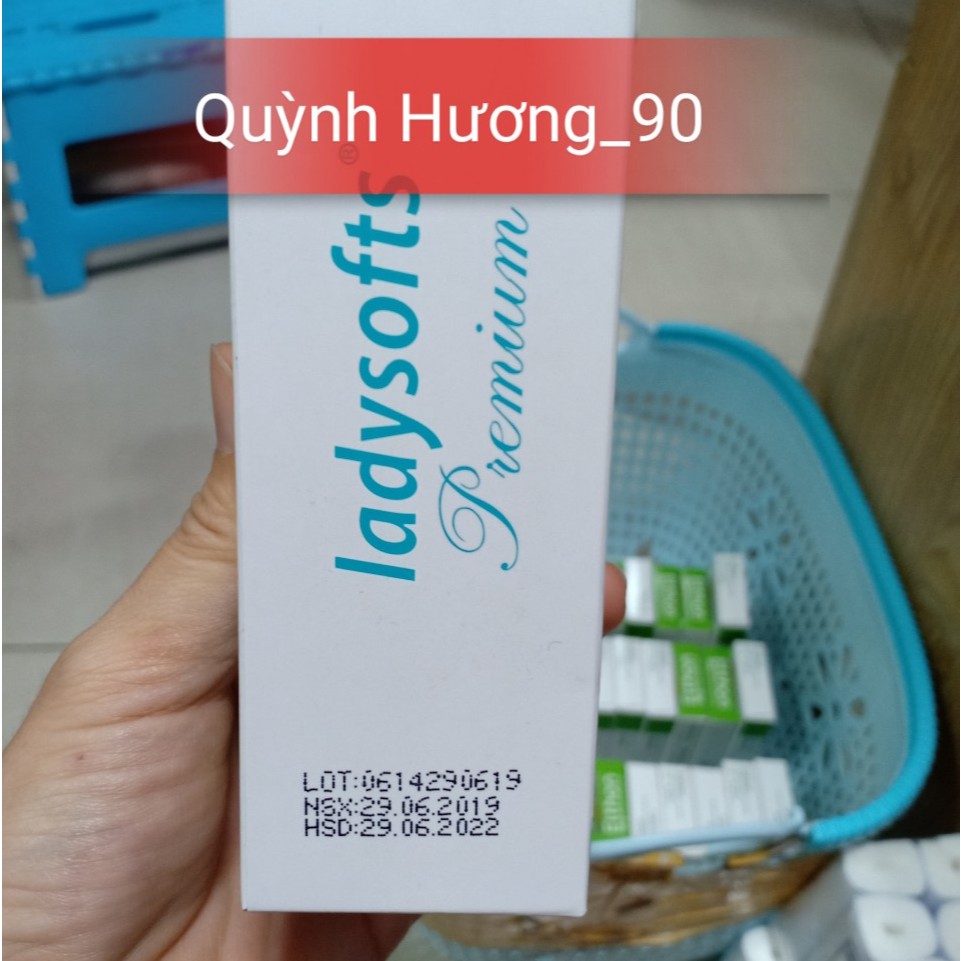 Quỳnh Hương_90
ladysofts®
Premium
LOT:0614290619
NSX:29.06.2019
HSD:29.06.2022